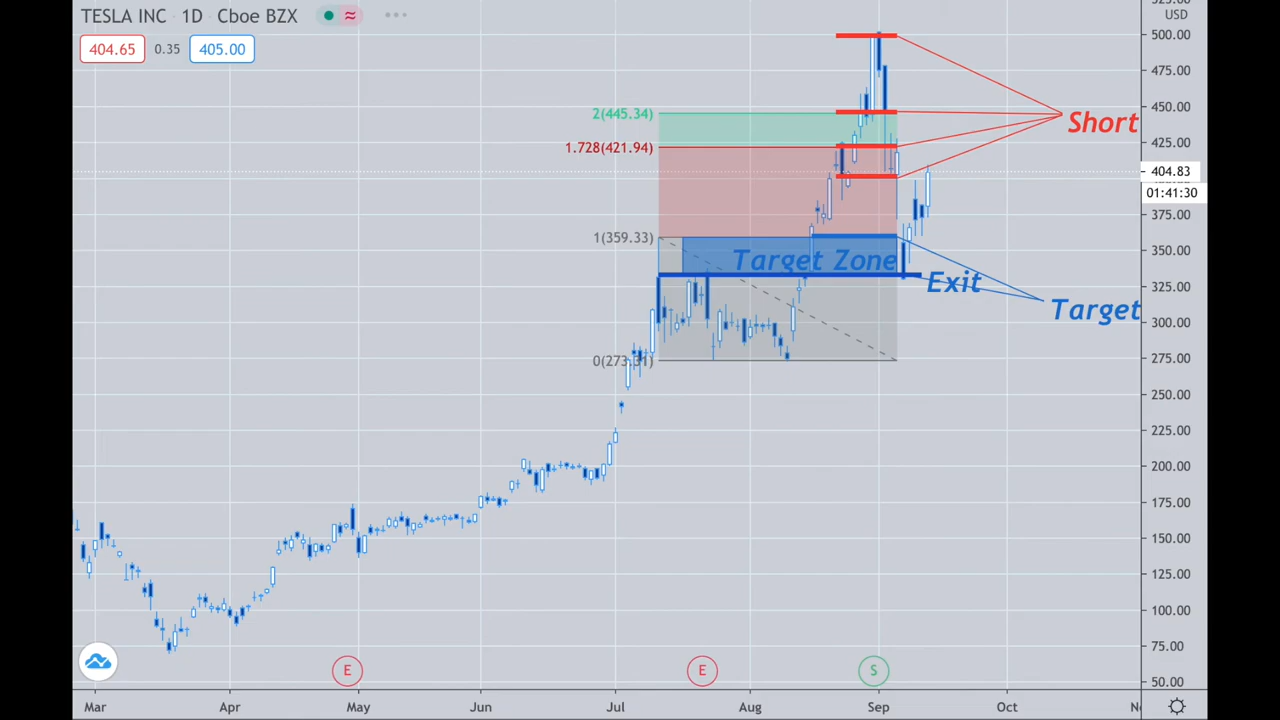 TESLA INC · 1D · Cboe BZX
404.65 0.35 405.00
USD
500.00
475.00
450.00
425.00
404.83
01:41:30
375.00
350.00
325.00
300.00
275.00
250.00
225.00
200.00
175.00
150.00
125.00
100.00
75.00
50.00
2(445.34)
1.728(421.94)
1(359.33)
0(273.31)
Short
Target Zone
Exit
Target
E
E
S
Mar Apr May Jun Jul Aug Sep Oct